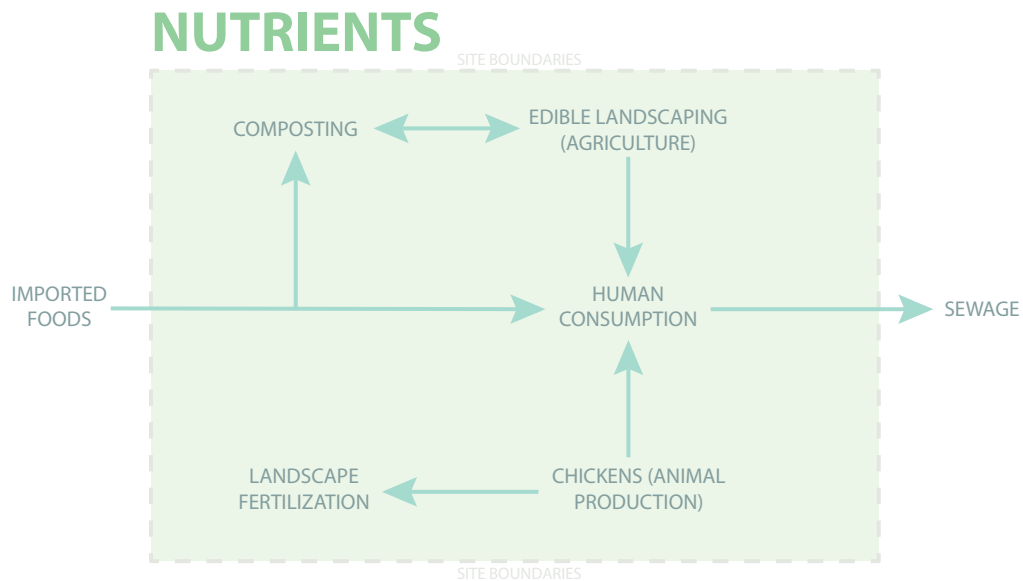 NUTRIENTS
SITE BOUNDARIES
COMPOSTING
EDIBLE LANDSCAPING
(AGRICULTURE)
IMPORTED
FOODS
HUMAN
CONSUMPTION
SEWAGE
LANDSCAPE
FERTILIZATION
CHICKENS (ANIMAL
PRODUCTION)
SITE BOUNDARIES